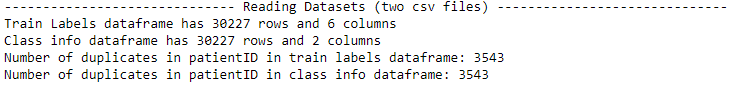 ------------------------------ Reading Datasets (two csv files) ------------------------------
Train Labels dataframe has 30227 rows and 6 columns
Class info dataframe has 30227 rows and 2 columns
Number of duplicates in patientID in train labels dataframe: 3543
Number of duplicates in patientID in class info dataframe: 3543